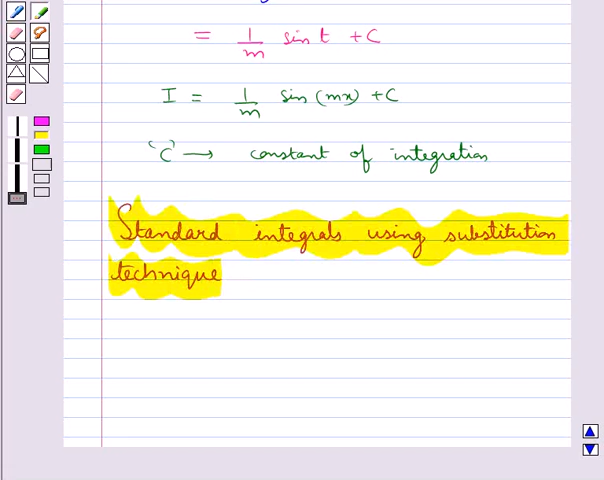 = 1/m sin t + C
I = 1/m sin (mx) + C
'C' → constant of integration
Standard integrals using substitution
technique